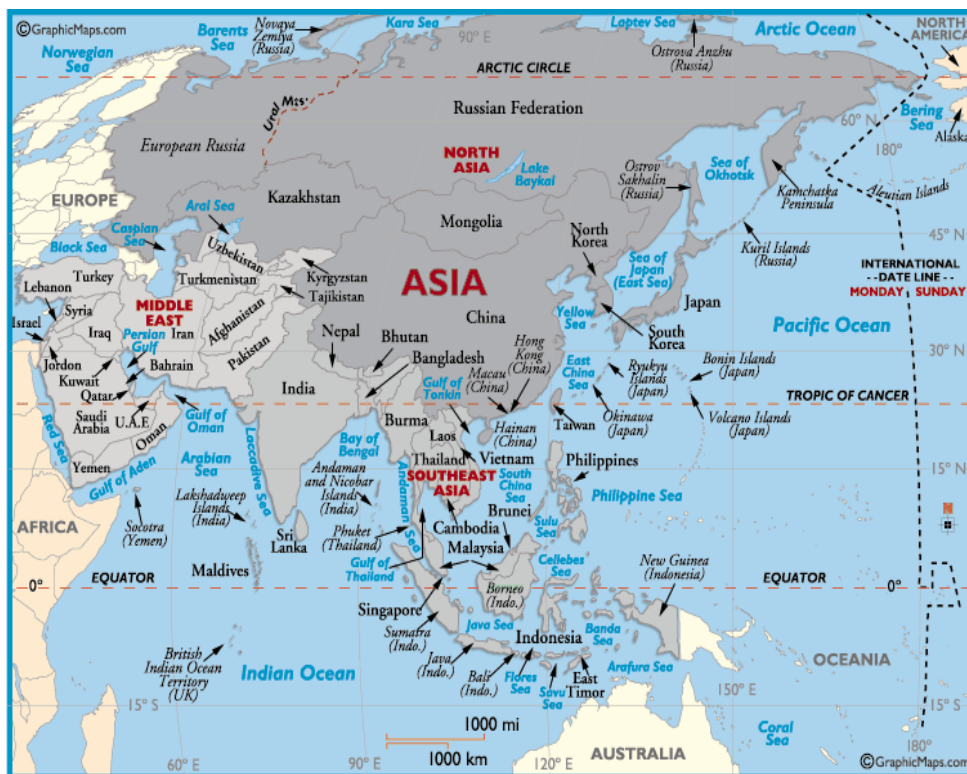 ©GraphicMaps.com
Norwegian
Sea
Barents
Sea
Novaya
Zemlya
(Russia)
Kara Sea
90° E
Laptev Sea
Ostrova Anzhu
(Russia)
Arctic Ocean
NORTH
AMERICA
ARCTIC CIRCLE
Ural Mts.
Russian Federation
European Russia
60° N
Bering
Sea
Alaska
180°
NORTH
ASIA
Lake
Baykal
Ostrov
Sakhalin
(Russia)
Sea of
Okhotsk
Kamchatka
Peninsula
Aleutian Islands
EUROPE
Kazakhstan
Aral Sea
Mongolia
Black Sea
Caspian
Sea
Uzbekistan
North
Korea
45° N
Kuril Islands
(Russia)
Sea of
Japan
(East Sea)
INTERNATIONAL
--DATE LINE--
MONDAY
SUNDAY
Turkey
Turkmenistan
Kyrgyzstan
Tajikistan
ASIA
Lebanon
Syria
MIDDLE
EAST
Israel
Iraq
Iran
Afghanistan
China
Japan
Yellow
Sea
South
Korea
Pacific Ocean
Persian
Gulf
Nepal
Bhutan
Jordon
Kuwait
Bahrain
Pakistan
Bangladesh
Hong
Kong
(China)
Macau
(China)
30° N
East
China
Sea
Ryukyu
Islands
(Japan)
Bonin Islands
(Japan)
Qatar
India
Gulf of
Tonkin
TROPIC OF CANCER
Saudi
Arabia
U.A.E
Gulf of
Oman
Oman
Burma
Hainan
(China)
Taiwan
Okinawa
(Japan)
Volcano Islands
(Japan)
Red Sea
Laos
Vietnam
Yemen
Gulf of Aden
Arabian
Sea
Laccadive Sea
Bay of
Bengal
Thailand
Philippines
15° N
SOUTHEAST
ASIA
Andaman
and Nicobar
Islands
(India)
Andaman Sea
South
China
Sea
Philippine Sea
AFRICA
Socotra
(Yemen)
Lakshadweep
Islands
(India)
Sri
Lanka
Phuket
(Thailand)
Cambodia
Brunei
Sulu
Sea
N
Malaysia
Gulf of
Thailand
Celebes
Sea
New Guinea
(Indonesia)
Maldives
0°
EQUATOR
EQUATOR
0°
Borneo
(Indo.)
Singapore
Sumatra
(Indo.)
Java Sea
Indonesia
Banda
Sea
British
Indian Ocean
Territory
(UK)
Indian Ocean
Java
(Indo.)
Bali
(Indo.)
Flores
Sea
Savu
Sea
East
Timor
Arafura Sea
OCEANIA
15° S
150° E
15° S
1000 mi
1000 km
Coral
Sea
AUSTRALIA
60° E
90° E
120° E
180°
©GraphicMaps.com